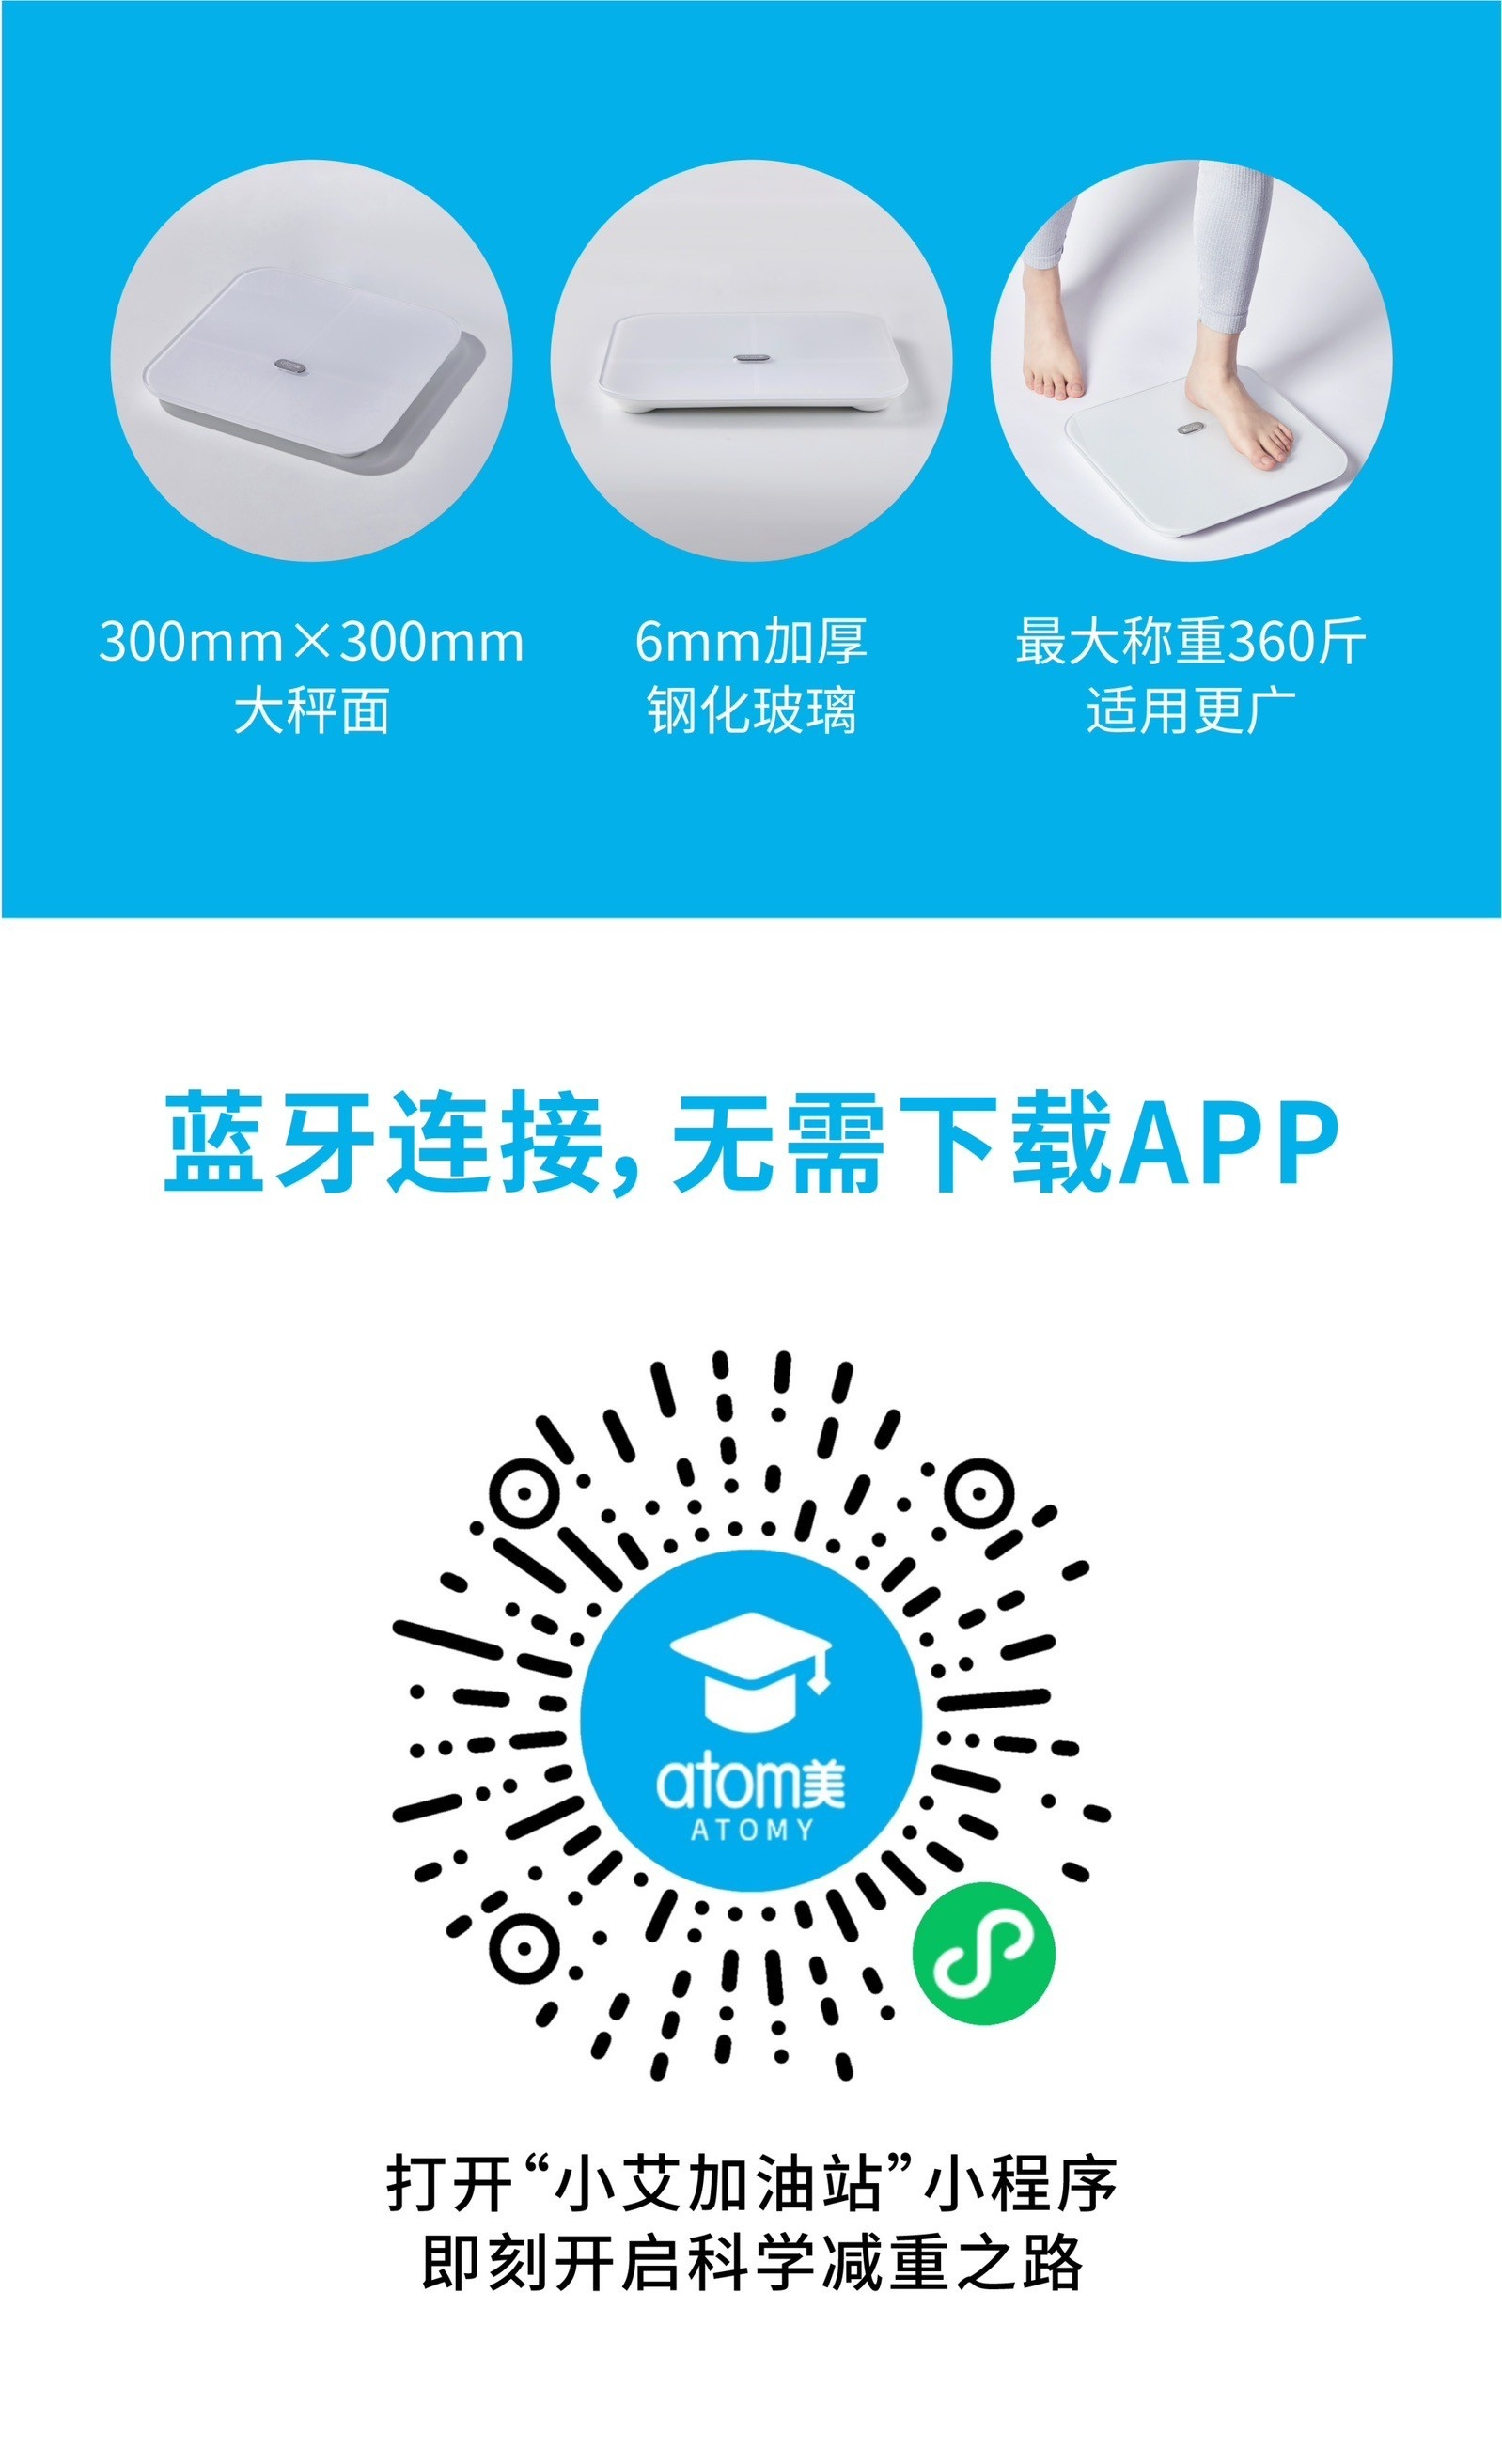 300mm×300mm
大秤面
6mm加厚
钢化玻璃
最大称重360斤
适用更广
蓝牙连接,无需下载APP
atom美
ATOMY
打开“小艾加油站”小程序
即刻开启科学减重之路